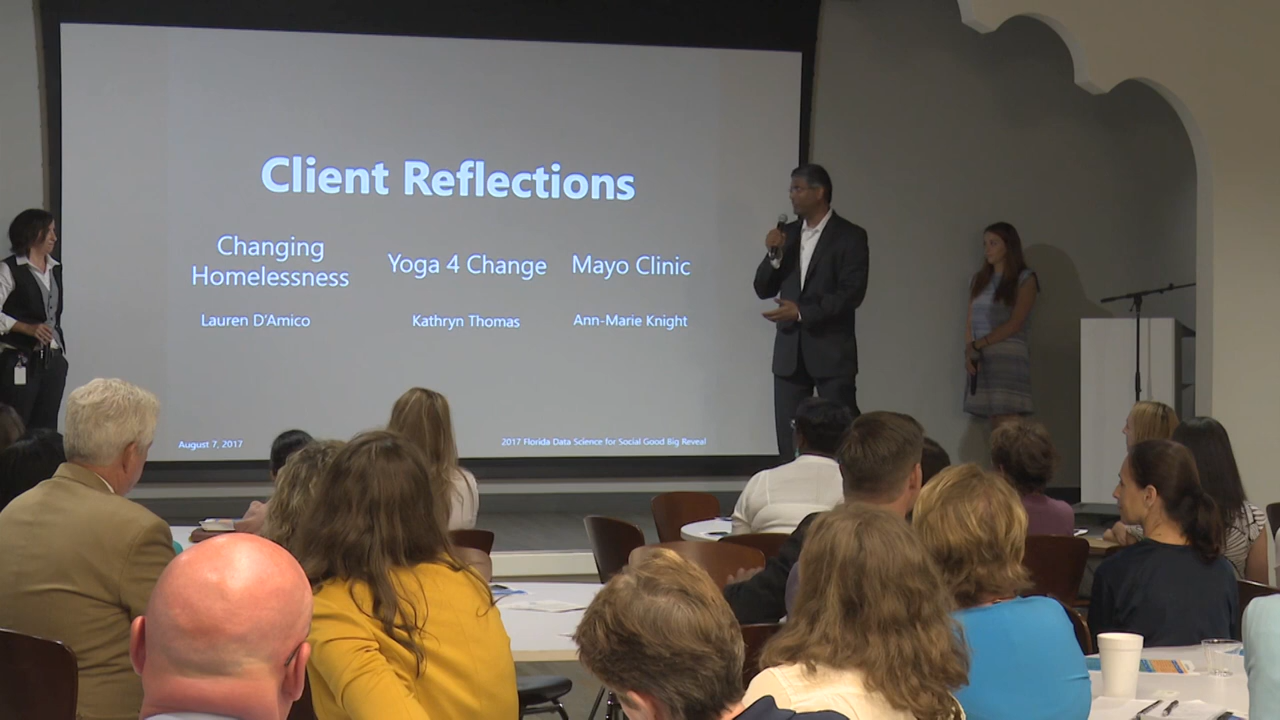 Client Reflections
Changing
Homelessness
Lauren D'Amico
Yoga 4 Change
Kathryn Thomas
Mayo Clinic
Ann-Marie Knight
August 7, 2017
2017 Florida Data Science for Social Good Big Reveal